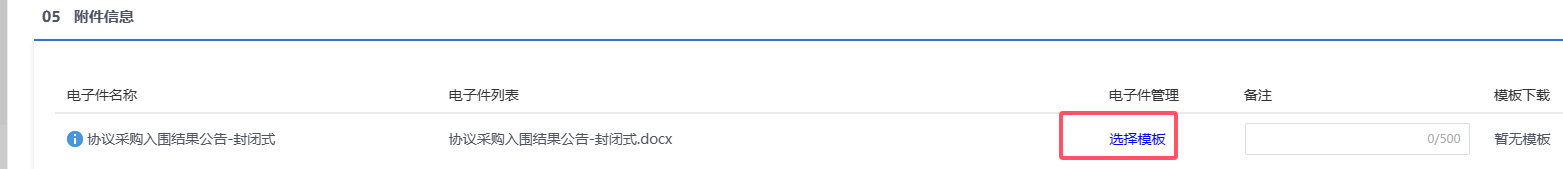 05 附件信息
电子件名称 电子件列表 电子件管理 备注 模板下载
协议采购入围结果公告-封闭式 协议采购入围结果公告-封闭式.docx 选择模板 0/500 暂无模板